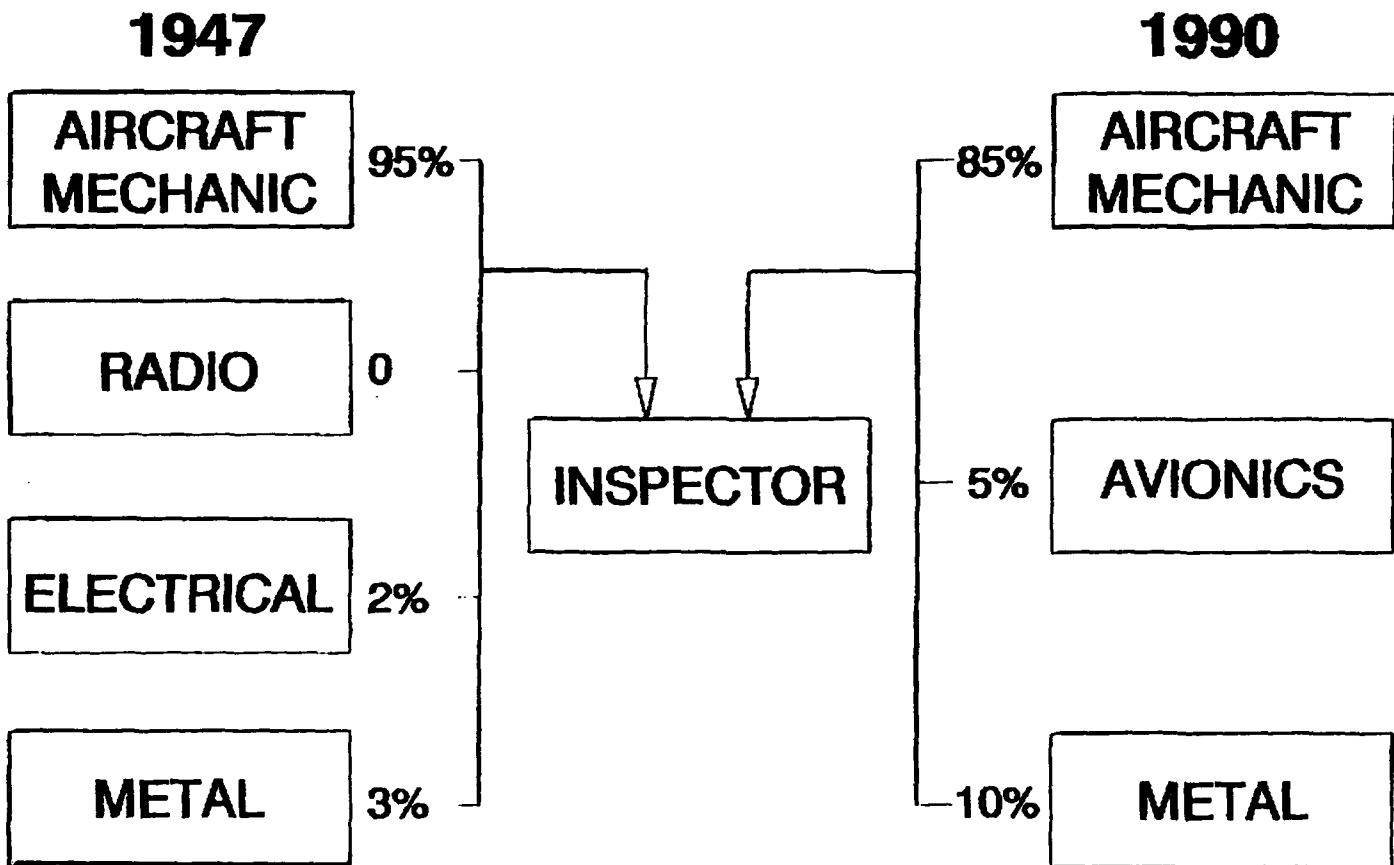 1947
AIRCRAFT
MECHANIC
95%
RADIO
0
ELECTRICAL
2%
METAL
3%
INSPECTOR
1990
85%
AIRCRAFT
MECHANIC
5%
AVIONICS
10%
METAL